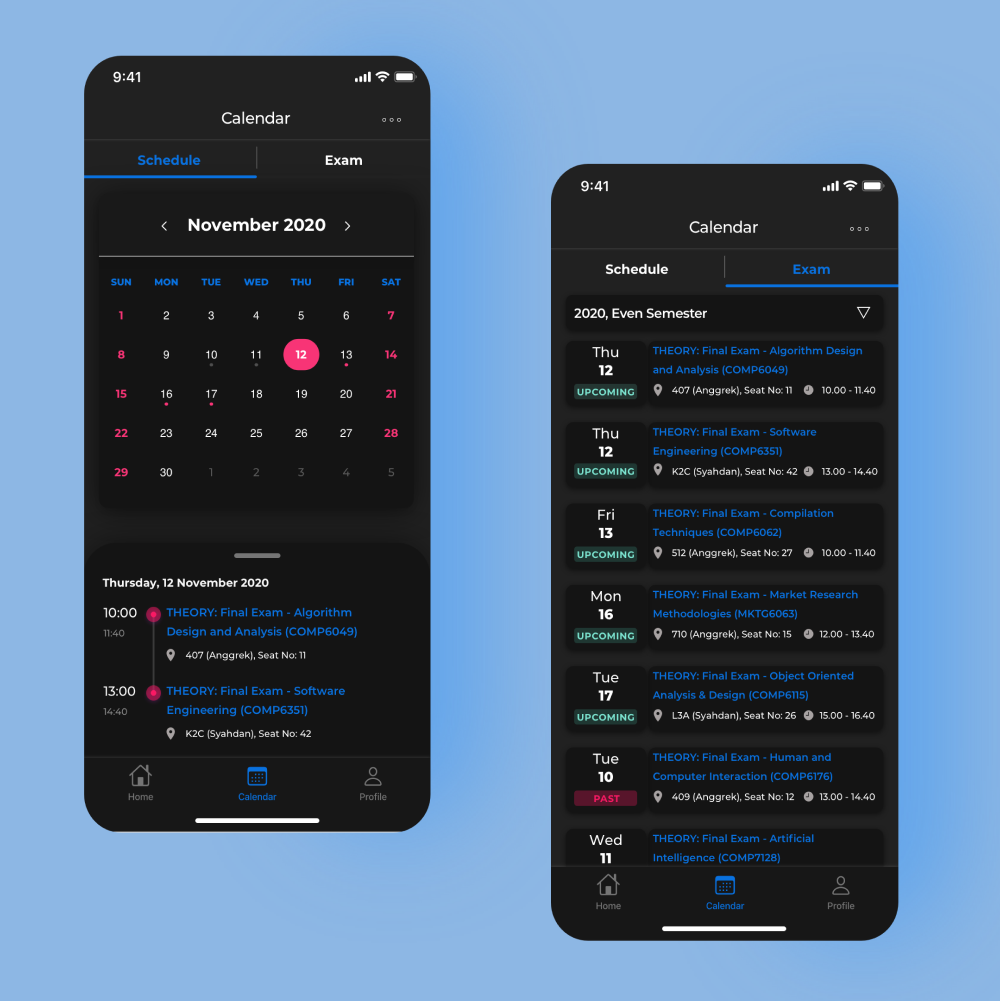 9:41
Calendar
Schedule Exam
November 2020
SUN MON TUE WED THU FRI SAT
1 2 3 4 5 6 7
8 9 10 11 12 13 14
15 16 17 18 19 20 21
22 23 24 25 26 27 28
29 30 1 2 3 4 5
Thursday, 12 November 2020
10:00 THEORY: Final Exam - Algorithm
11:40 Design and Analysis (COMP6049)
407 (Anggrek), Seat No: 11
13:00 THEORY: Final Exam - Software
14:40 Engineering (COMP6351)
K2C (Syahdan), Seat No: 42
Home Calendar Profile
9:41
Calendar
Schedule Exam
2020, Even Semester
Thu THEORY: Final Exam - Algorithm Design
12 and Analysis (COMP6049)
UPCOMING 407 (Anggrek), Seat No: 11 10.00 - 11.40
Thu THEORY: Final Exam - Software
12 Engineering (COMP6351)
UPCOMING K2C (Syahdan), Seat No: 42 13.00 - 14.40
Fri THEORY: Final Exam - Compilation
13 Techniques (COMP6062)
UPCOMING 512 (Anggrek), Seat No: 27 10.00 - 11.40
Mon THEORY: Final Exam - Market Research
16 Methodologies (MKTG6063)
UPCOMING 710 (Anggrek), Seat No: 15 12.00 - 13.40
Tue THEORY: Final Exam - Object Oriented
17 Analysis & Design (COMP6115)
UPCOMING L3A (Syahdan), Seat No: 26 15.00 - 16.40
Tue THEORY: Final Exam - Human and
10 Computer Interaction (COMP6176)
PAST 409 (Anggrek), Seat No: 12 13.00 - 14.40
Wed THEORY: Final Exam - Artificial
11 Intelligence (COMP7128)
Home Calendar Profile